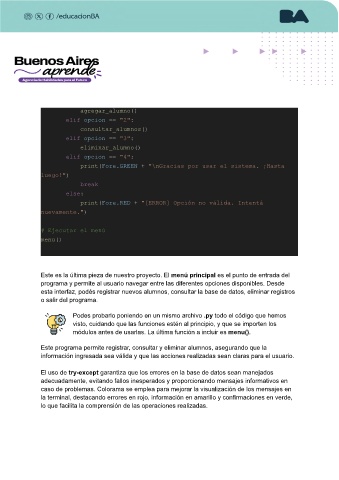 /educacionBA
BA
Buenos Aires
aprende
Agencia de Habilidades para el Futuro
agregar_alumno()
elif opcion == "2":
consultar_alumnos()
elif opcion == "3":
eliminar_alumno()
elif opcion == "4":
print(Fore.GREEN + "\nGracias por usar el sistema. ¡Hasta
luego!")
break
else:
print(Fore.RED + "[ERROR] Opción no válida. Intentá
nuevamente.")
# Ejecutar el menú
menu()
Este es la última pieza de nuestro proyecto. El menú principal es el punto de entrada del
programa y permite al usuario navegar entre las diferentes opciones disponibles. Desde
esta interfaz, podés registrar nuevos alumnos, consultar la base de datos, eliminar registros
o salir del programa.
Podes probarlo poniendo en un mismo archivo .py todo el código que hemos
visto, cuidando que las funciones estén al principio, y que se importen los
módulos antes de usarlas. La última función a incluir es menu().
Este programa permite registrar, consultar y eliminar alumnos, asegurando que la
información ingresada sea válida y que las acciones realizadas sean claras para el usuario.
El uso de try-except garantiza que los errores en la base de datos sean manejados
adecuadamente, evitando fallos inesperados y proporcionando mensajes informativos en
caso de problemas. Colorama se emplea para mejorar la visualización de los mensajes en
la terminal, destacando errores en rojo, información en amarillo y confirmaciones en verde,
lo que facilita la comprensión de las operaciones realizadas.